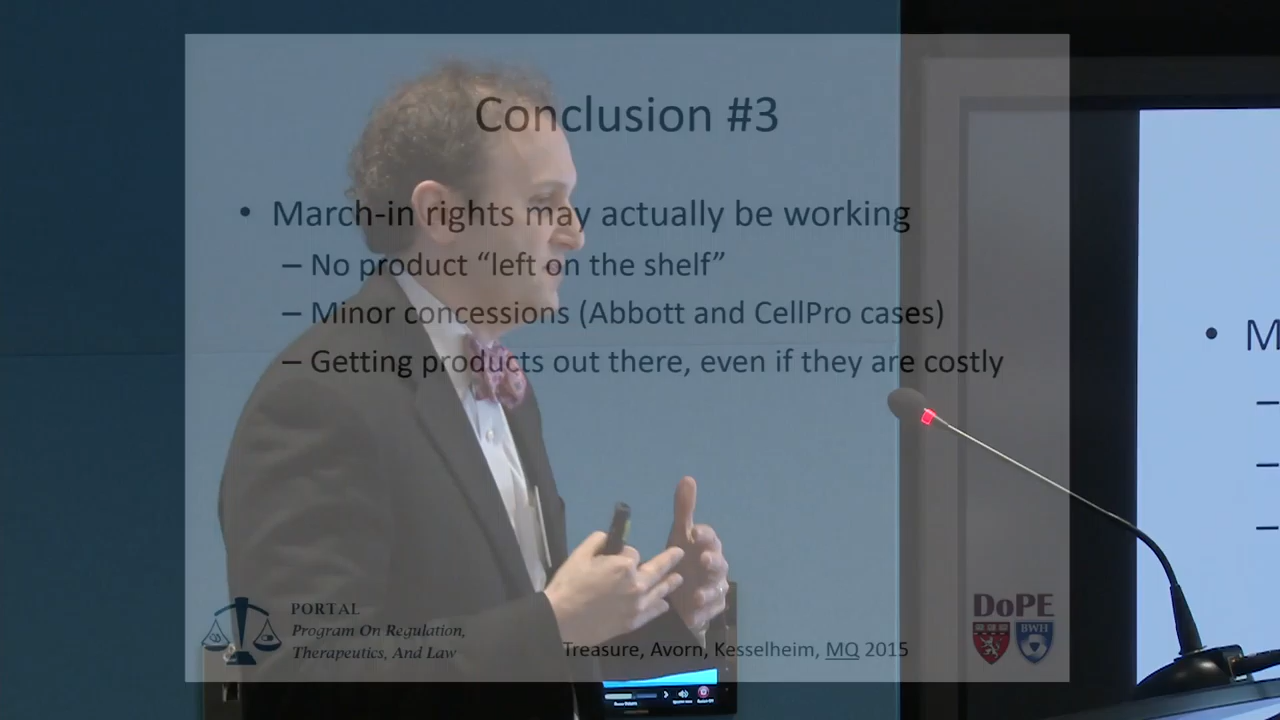 Conclusion #3
• March-in rights may actually be working
– No product “left on the shelf”
– Minor concessions (Abbott and CellPro cases)
– Getting products out there, even if they are costly
• M
–
–
–
PORTAL
Program On Regulation,
Therapeutics, And Law
Treasure, Avorn, Kesselheim, MQ 2015
DoPE
BWH